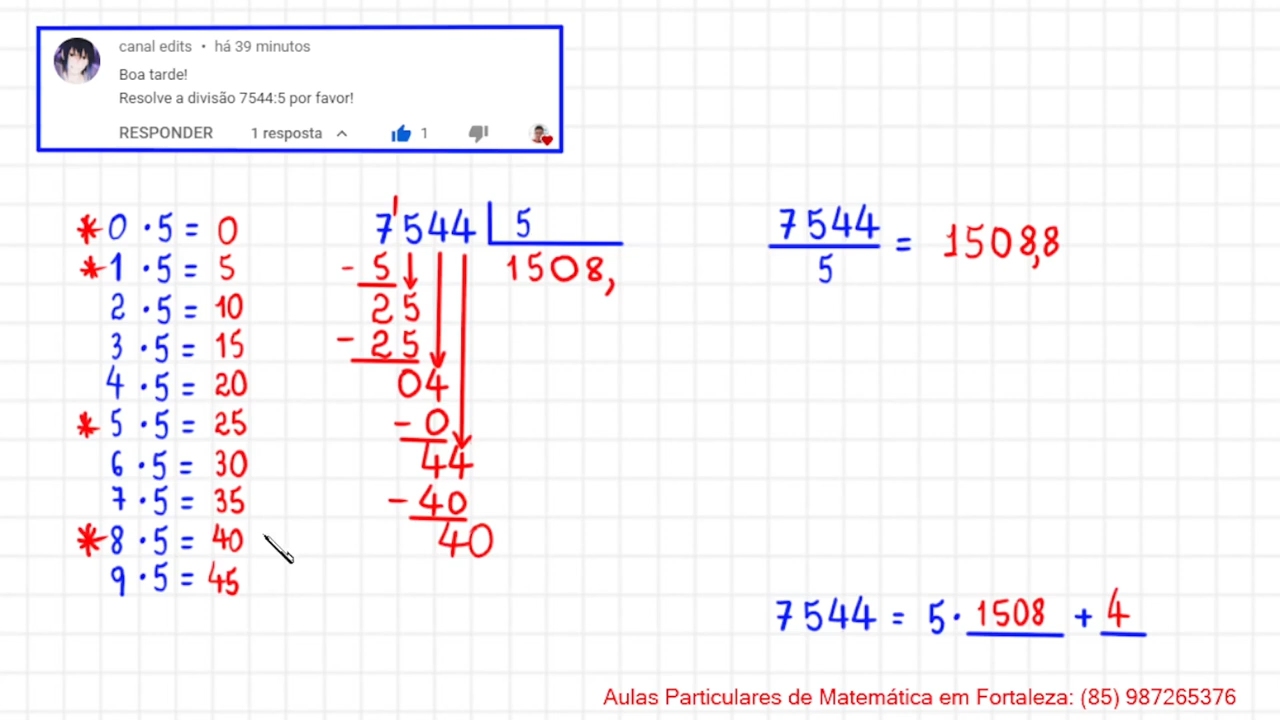 canal edits • há 39 minutos
Boa tarde!
Resolve a divisão 7544:5 por favor!
RESPONDER 1 resposta 1
* 0 · 5 = 0
* 1 · 5 = 5
2 · 5 = 10
3 · 5 = 15
4 · 5 = 20
* 5 · 5 = 25
6 · 5 = 30
7 · 5 = 35
* 8 · 5 = 40
9 · 5 = 45
7'544 5
- 5 1508,
25
- 25
04
- 0
44
- 40
40
7544
5
= 1508,8
7544 = 5 · 1508 + 4
Aulas Particulares de Matemática em Fortaleza: (85) 987265376